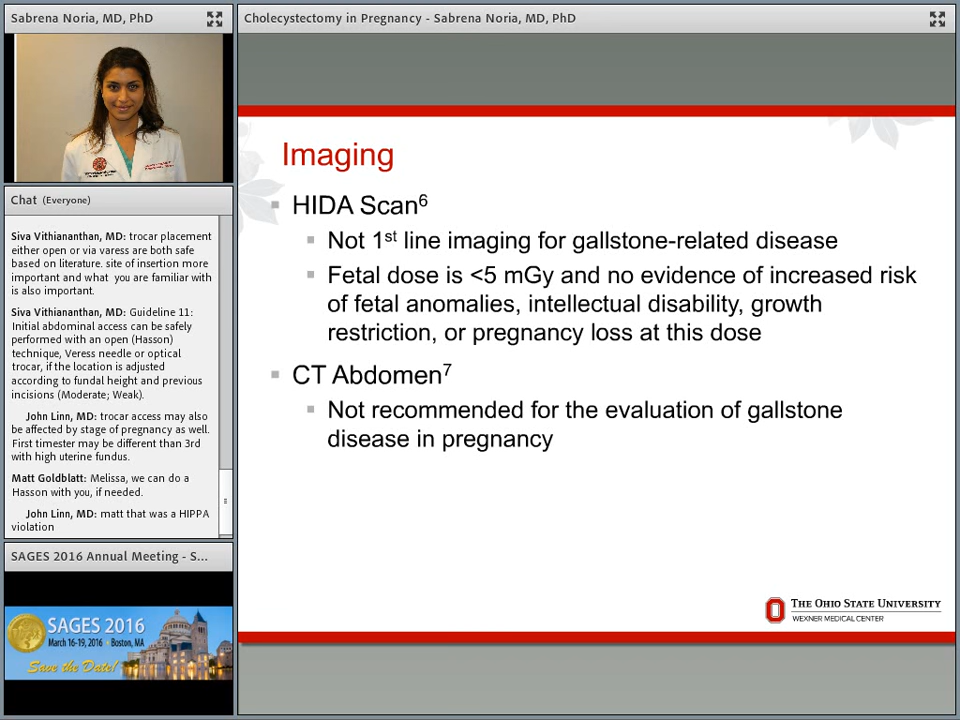 Sabrena Noria, MD, PhD
Cholecystectomy in Pregnancy - Sabrena Noria, MD, PhD
Chat (Everyone)
Siva Vithiananthan, MD: trocar placement
either open or via varess are both safe
based on literature. site of insertion more
important and what you are familiar with
is also important.
Siva Vithiananthan, MD: Guideline 11:
Initial abdominal access can be safely
performed with an open (Hasson)
technique, Veress needle or optical
trocar, if the location is adjusted
according to fundal height and previous
incisions (Moderate; Weak).
John Linn, MD: trocar access may also
be affected by stage of pregnancy as well.
First timester may be different than 3rd
with high uterine fundus.
Matt Goldblatt: Melissa, we can do a
Hasson with you, if needed.
John Linn, MD: matt that was a HIPPA
violation
SAGES 2016 Annual Meeting - S...
SAGES 2016
March 16-19, 2016 • Boston, MA
Save the Date!
Imaging
HIDA Scan6
Not 1st line imaging for gallstone-related disease
Fetal dose is <5 mGy and no evidence of increased risk
of fetal anomalies, intellectual disability, growth
restriction, or pregnancy loss at this dose
CT Abdomen7
Not recommended for the evaluation of gallstone
disease in pregnancy
THE OHIO STATE UNIVERSITY
WEXNER MEDICAL CENTER